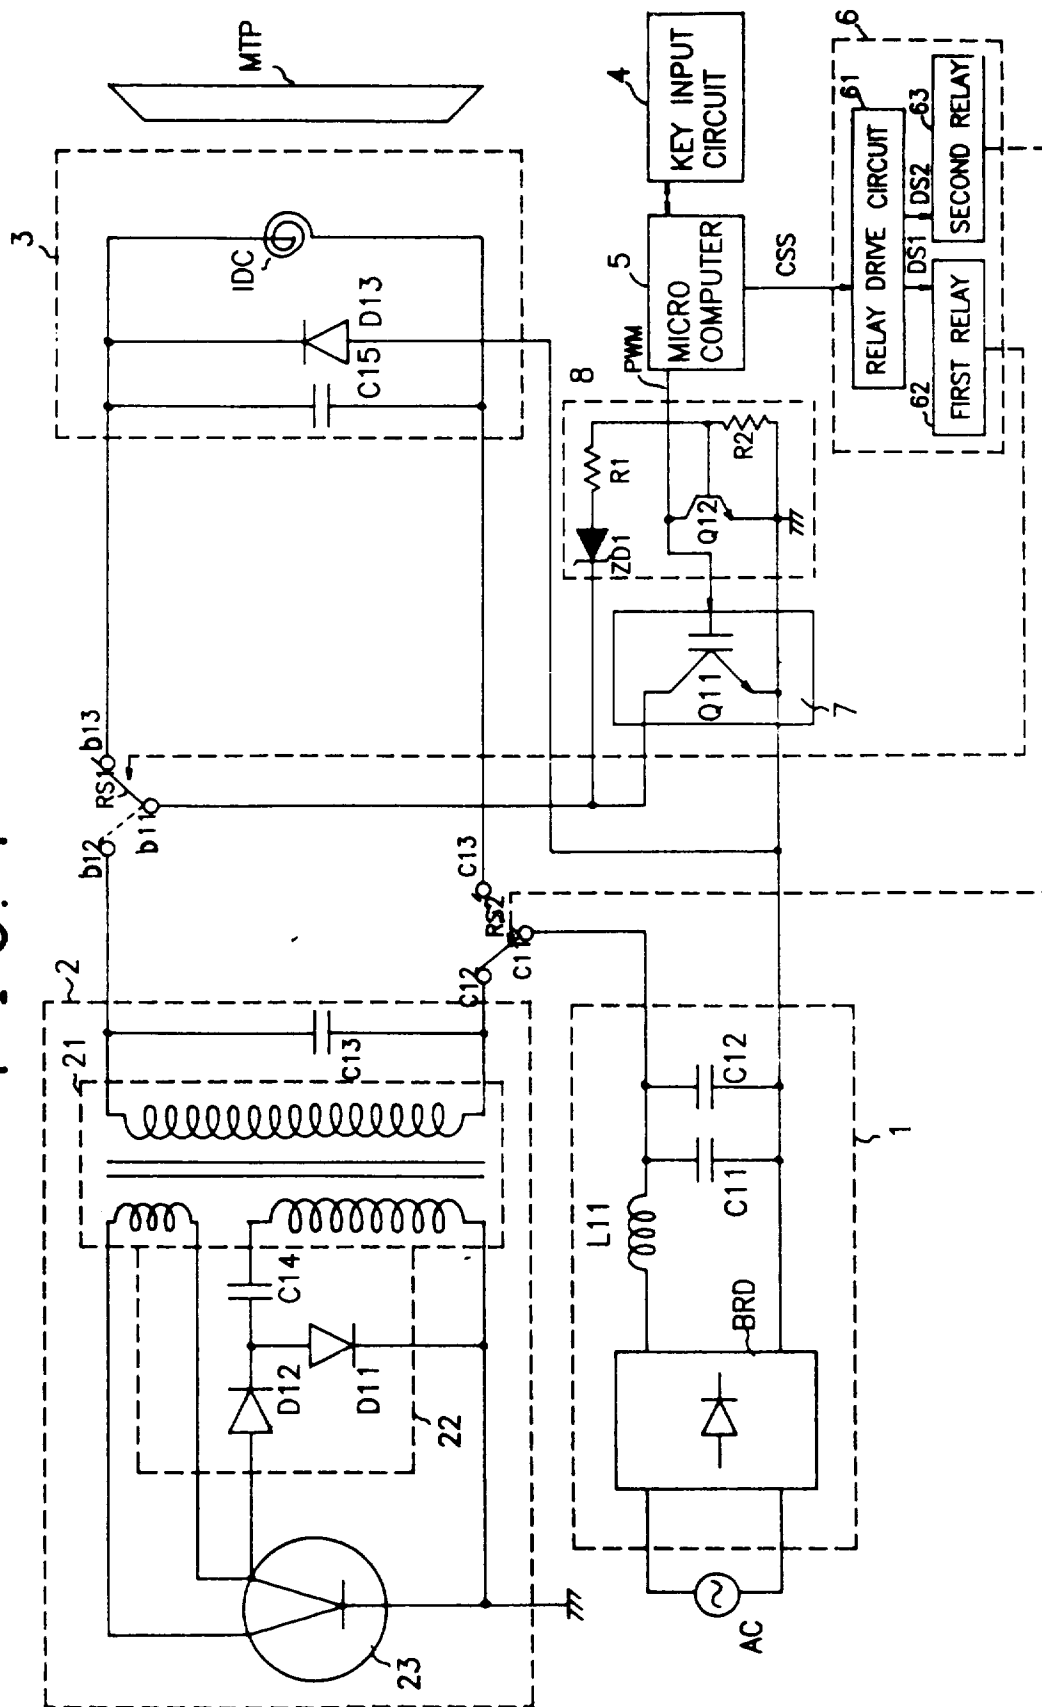 2
21
22
23
C13
C14
D12
D11
b12
b11
b13
RS1
C12
C11
C13
RS2
3
IDC
D13
C15
MTP
AC
BRD
L11
C11
C12
1
Q11
7
8
ZD1
R1
R2
Q12
PWM
5
MICRO
COMPUTER
4
KEY INPUT
CIRCUIT
CSS
6
61
RELAY DRIVE CIRCUIT
DS1
DS2
62
FIRST RELAY
63
SECOND RELAY